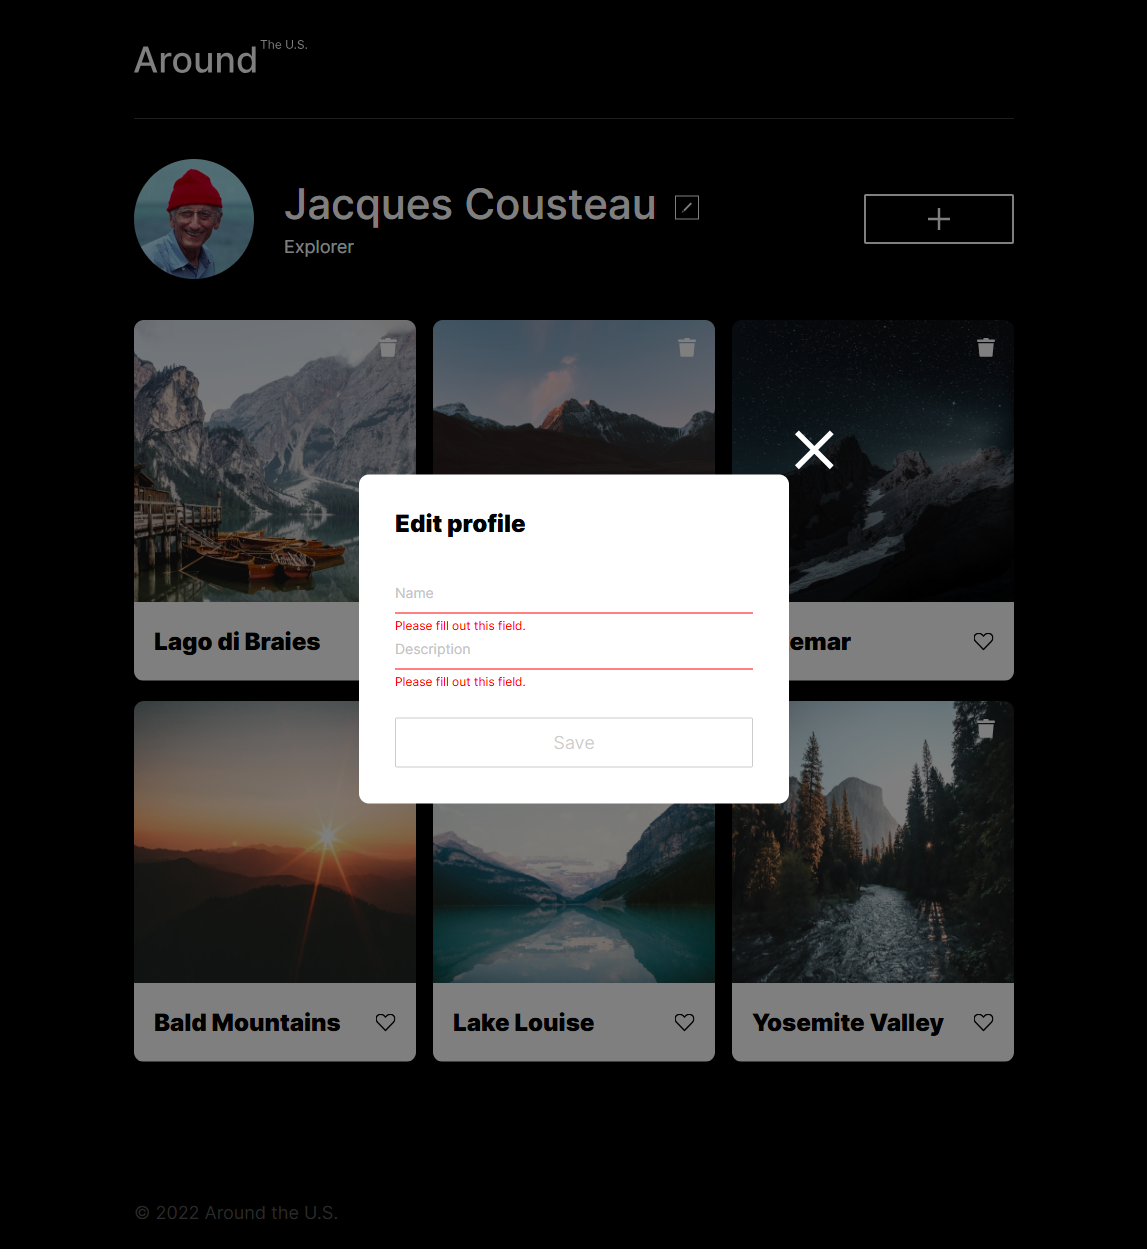 Around The U.S.
Jacques Cousteau
Explorer
Edit profile
Name
Please fill out this field.
Description
Please fill out this field.
Save
Lago di Braies
emar
Bald Mountains
Lake Louise
Yosemite Valley
© 2022 Around the U.S.